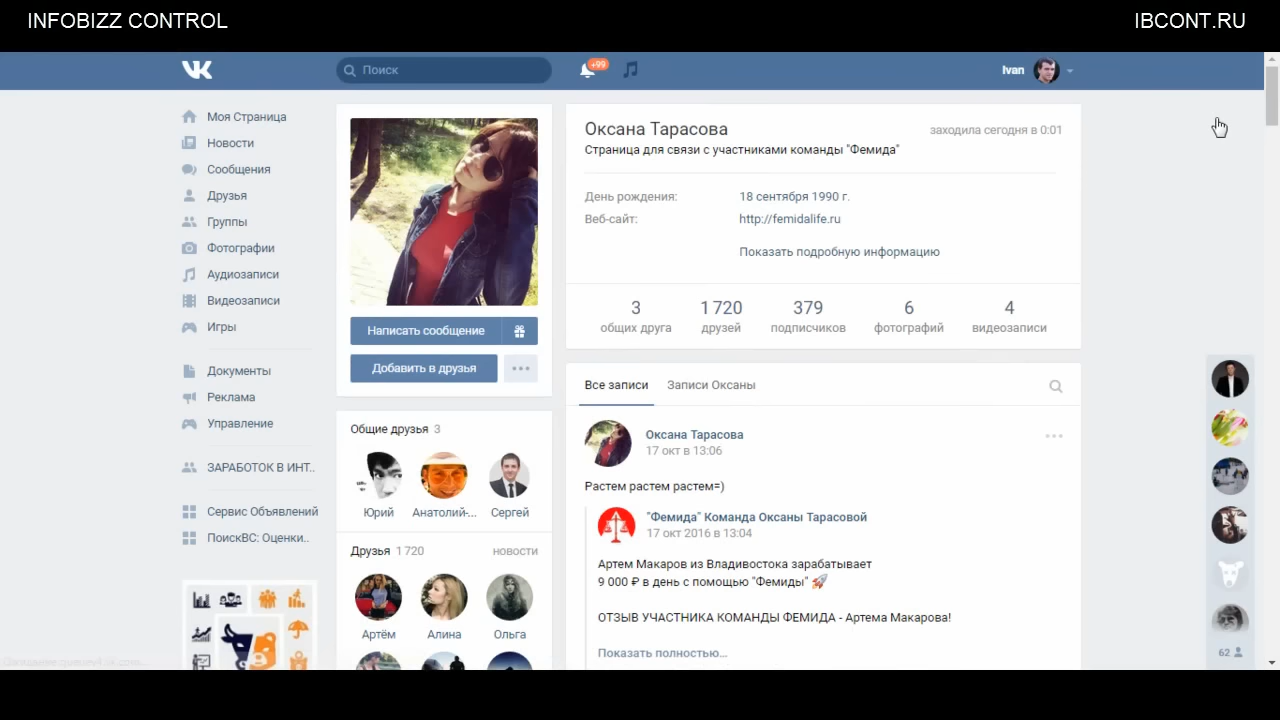 INFOBIZZ CONTROL
IBCONT.RU
Поиск
+99
Ivan
Моя Страница
Новости
Сообщения
Друзья
Группы
Фотографии
Аудиозаписи
Видеозаписи
Игры
Документы
Реклама
Управление
ЗАРАБОТОК В ИНТ..
Сервис Объявлений
ПоискВС: Оценки..
Написать сообщение
Добавить в друзья
Общие друзья 3
Юрий Анатолий-... Сергей
Друзья 1 720 новости
Артём Алина Ольга
Оксана Тарасова
заходила сегодня в 0:01
Страница для связи с участниками команды "Фемида"
День рождения: 18 сентября 1990 г.
Веб-сайт: http://femidalife.ru
Показать подробную информацию
3 1 720 379 6 4
общих друга друзей подписчиков фотографий видеозаписи
Все записи Записи Оксаны
Оксана Тарасова
17 окт в 13:06
Растем растем растем=)
"Фемида" Команда Оксаны Тарасовой
17 окт 2016 в 13:04
Артем Макаров из Владивостока зарабатывает
9 000 ₽ в день с помощью "Фемиды" 🚀
ОТЗЫВ УЧАСТНИКА КОМАНДЫ ФЕМИДА - Артема Макарова!
Показать полностью...
62